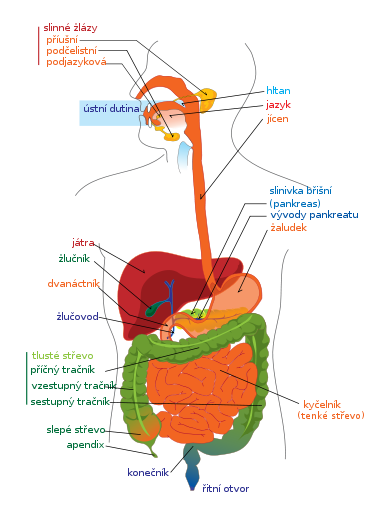 slinné žlázy
příušní
podčelistní
podjazyková
ústní dutina
hltan
jazyk
jícen
slinivka břišní
(pankreas)
vývody pankreatu
žaludek
játra
žlučník
dvanáctník
žlučovod
tlusté střevo
příčný tračník
vzestupný tračník
sestupný tračník
slepé střevo
apendix
konečník
řitní otvor
kyčelník
(tenké střevo)